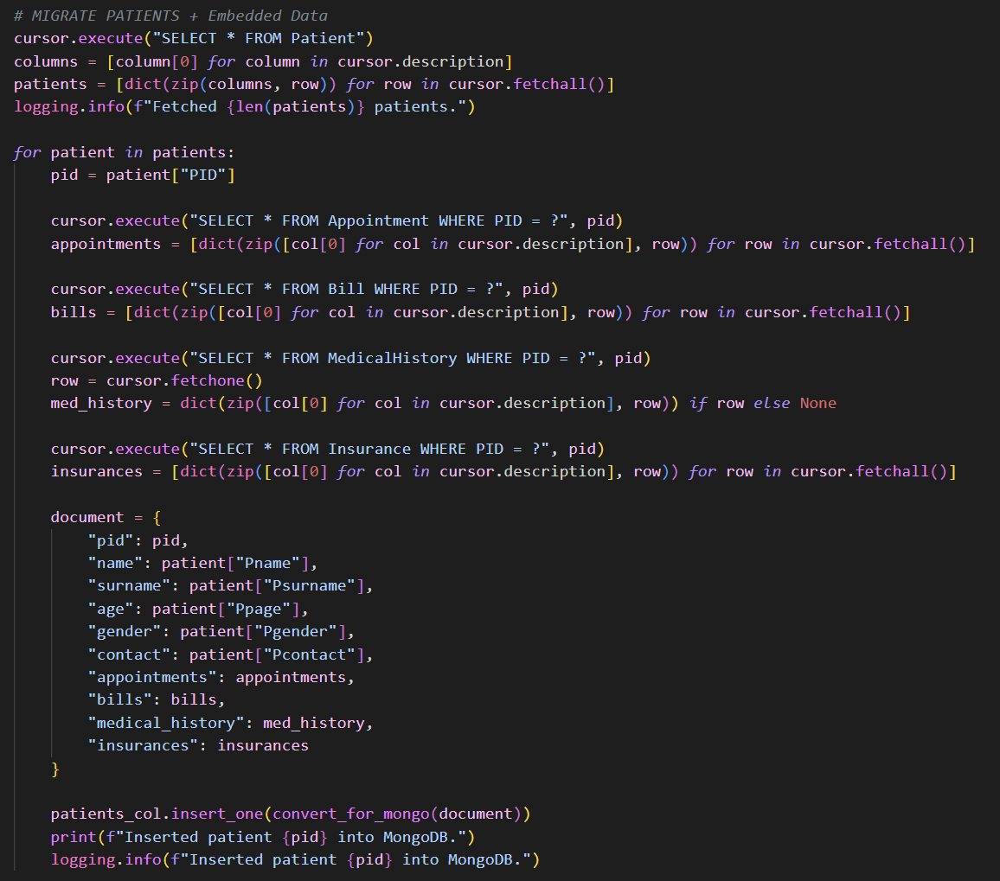 # MIGRATE PATIENTS + Embedded Data
cursor.execute("SELECT * FROM Patient")
columns = [column[0] for column in cursor.description]
patients = [dict(zip(columns, row)) for row in cursor.fetchall()]
logging.info(f"Fetched {len(patients)} patients.")

for patient in patients:
    pid = patient["PID"]

    cursor.execute("SELECT * FROM Appointment WHERE PID = ?", pid)
    appointments = [dict(zip([col[0] for col in cursor.description], row)) for row in cursor.fetchall()]

    cursor.execute("SELECT * FROM Bill WHERE PID = ?", pid)
    bills = [dict(zip([col[0] for col in cursor.description], row)) for row in cursor.fetchall()]

    cursor.execute("SELECT * FROM MedicalHistory WHERE PID = ?", pid)
    row = cursor.fetchone()
    med_history = dict(zip([col[0] for col in cursor.description], row)) if row else None

    cursor.execute("SELECT * FROM Insurance WHERE PID = ?", pid)
    insurances = [dict(zip([col[0] for col in cursor.description], row)) for row in cursor.fetchall()]

    document = {
        "pid": pid,
        "name": patient["Pname"],
        "surname": patient["Psurname"],
        "age": patient["Ppage"],
        "gender": patient["Pgender"],
        "contact": patient["Pcontact"],
        "appointments": appointments,
        "bills": bills,
        "medical_history": med_history,
        "insurances": insurances
    }

    patients_col.insert_one(convert_for_mongo(document))
    print(f"Inserted patient {pid} into MongoDB.")
    logging.info(f"Inserted patient {pid} into MongoDB.")